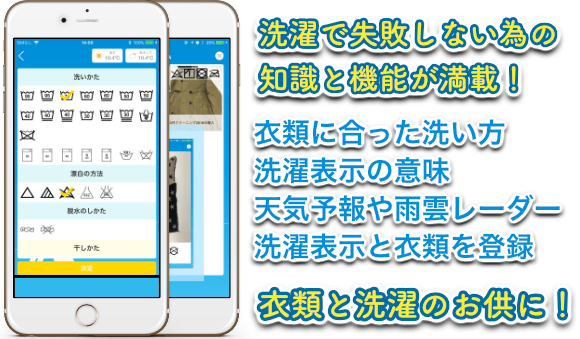 洗濯で失敗しない為の
知識と機能が満載！
衣類に合った洗い方
洗濯表示の意味
天気予報や雨雲レーダー
洗濯表示と衣類を登録
衣類と洗濯のお供に！
洗いかた
漂白の方法
脱水のしかた
干しかた
決定